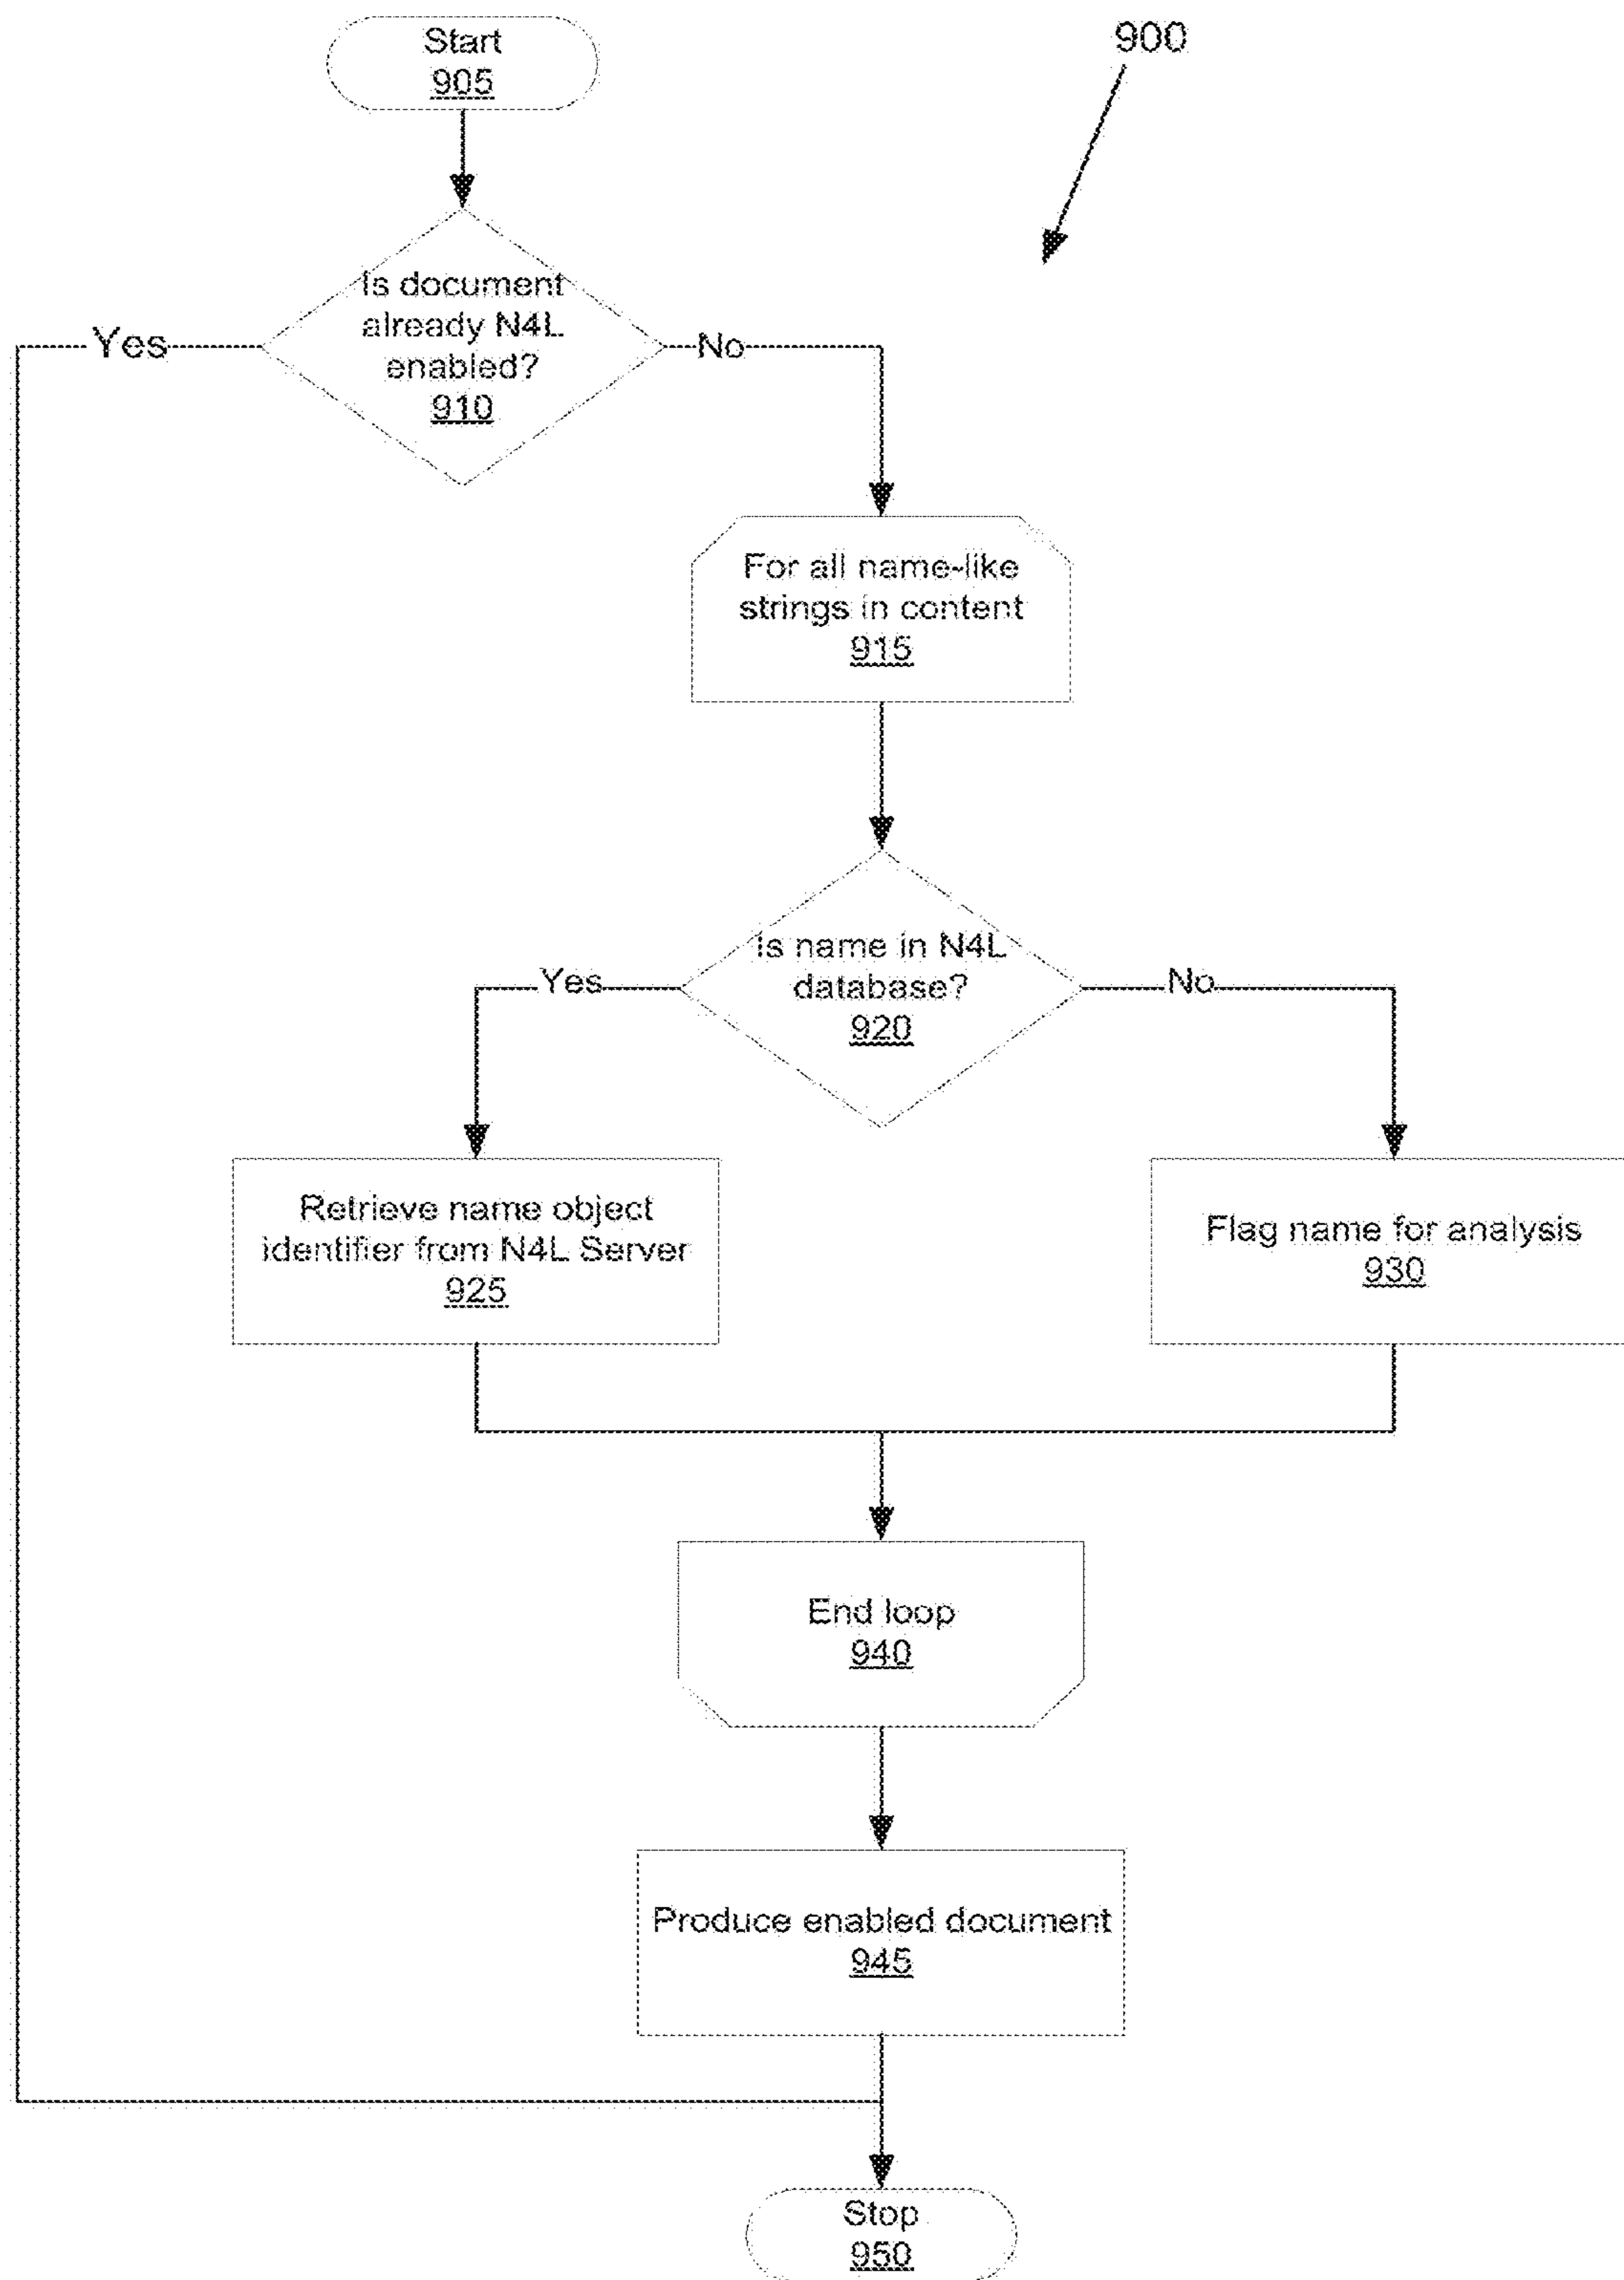 Start
905
900
Is document
already N4L
enabled?
910
Yes
No
For all name-like
strings in content
915
Is name in N4L
database?
920
Yes
No
Retrieve name object
identifier from N4L Server
925
Flag name for analysis
930
End loop
940
Produce enabled document
945
Stop
950